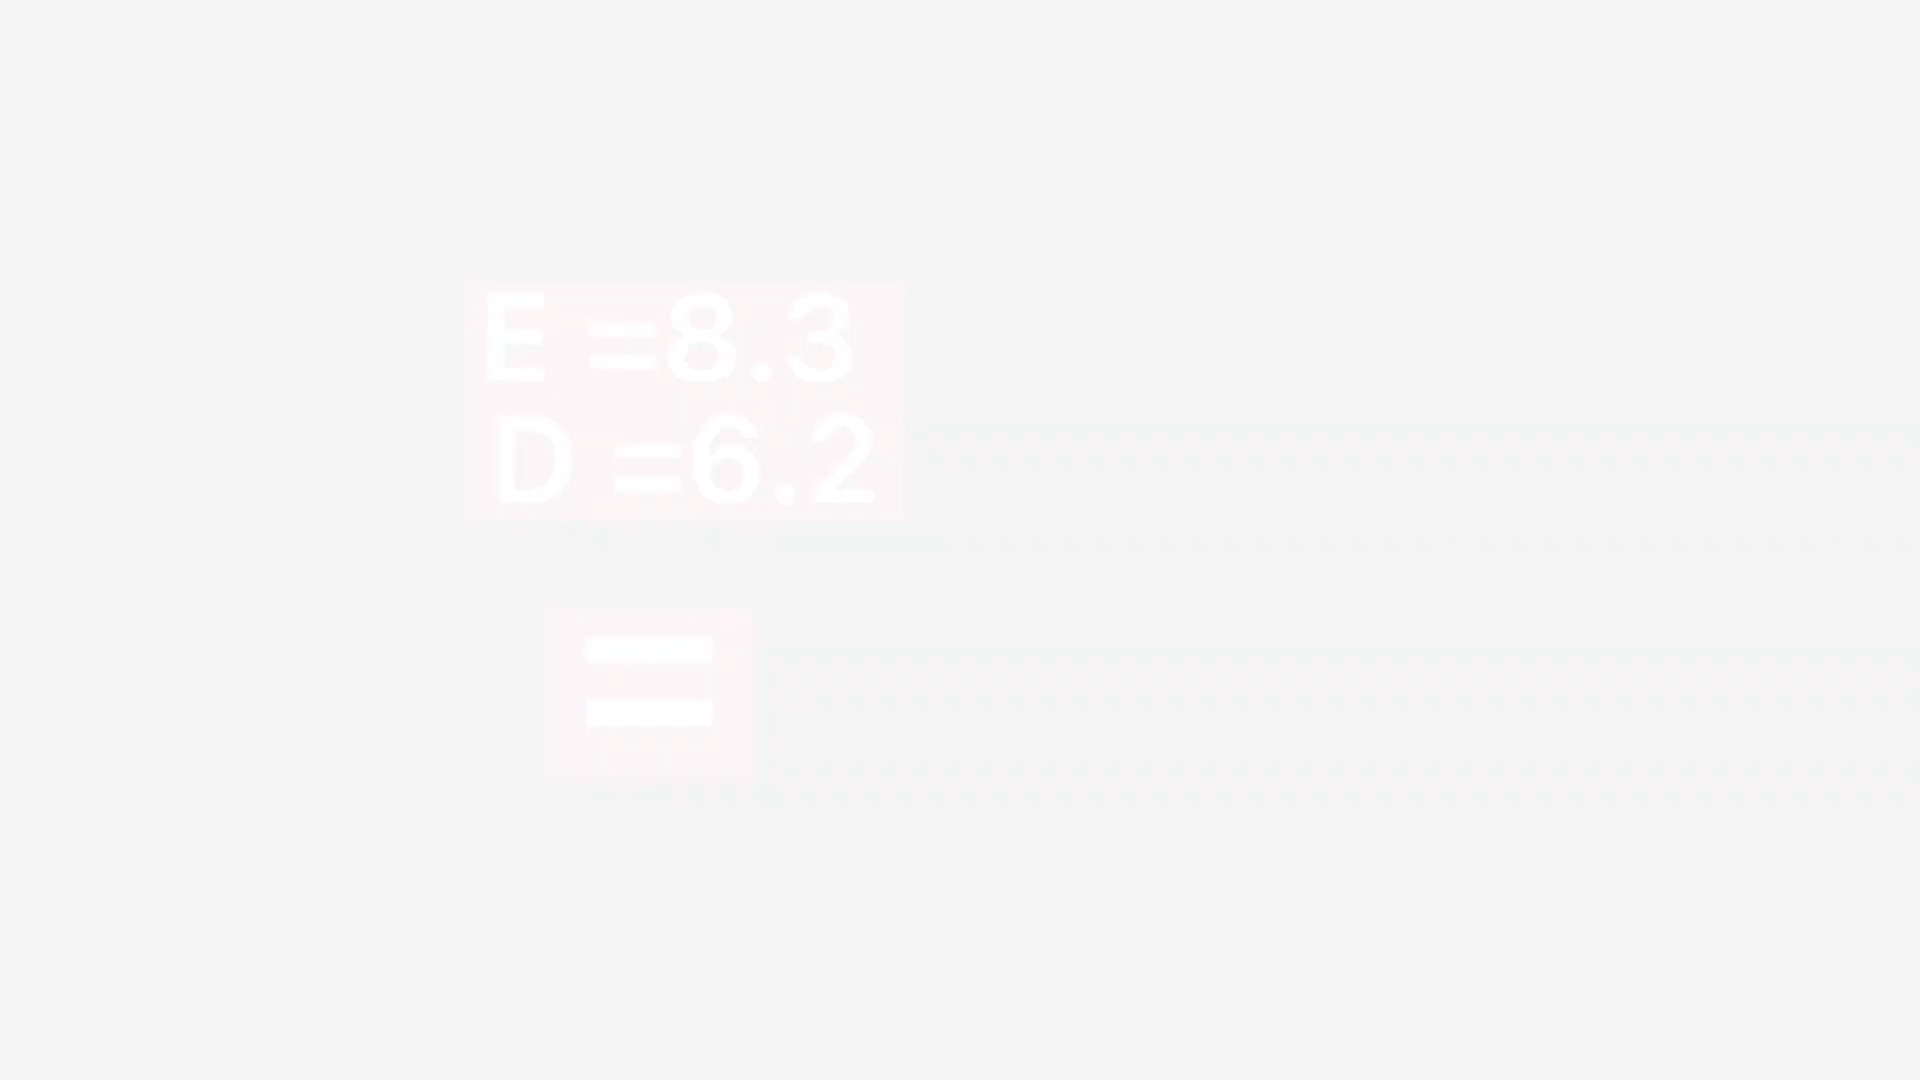 E =8.3
D =6.2
=